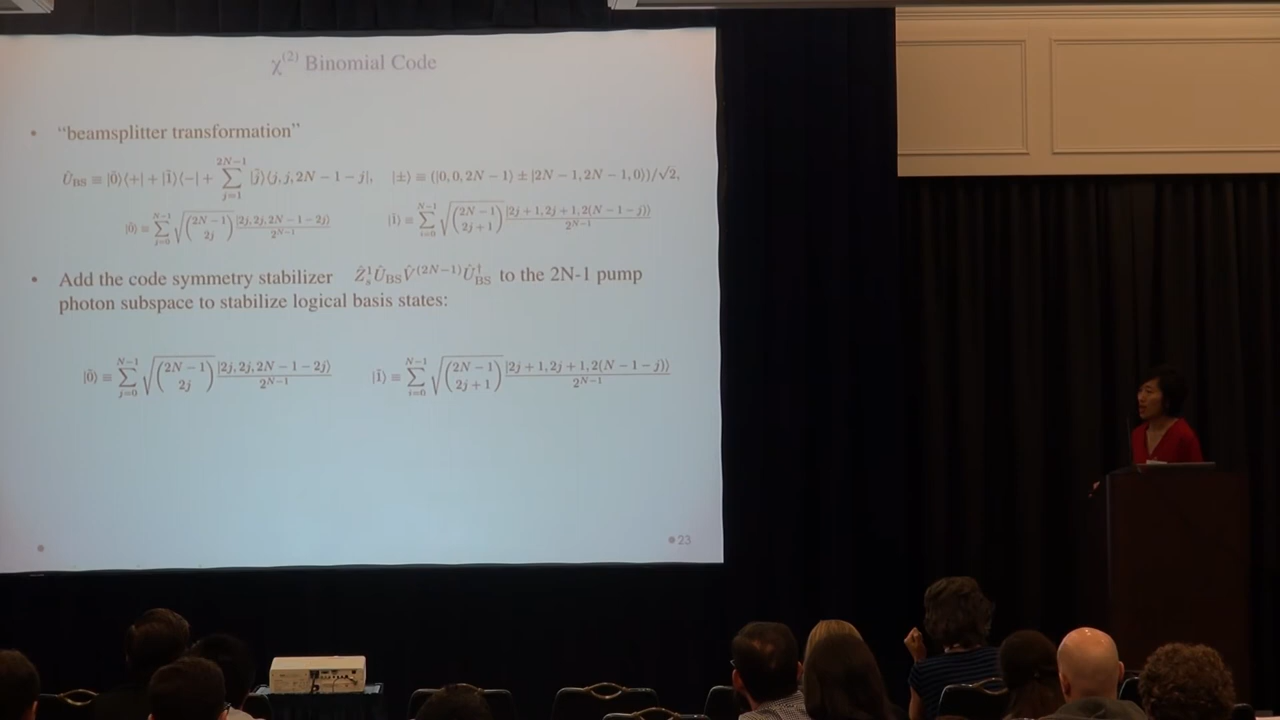 χ⁽²⁾ Binomial Code
• “beamsplitter transformation”
Û_BS ≡ |0̄⟩⟨+| + |1̄⟩⟨−| + ∑_{j=1}^{2N−1} |j̄⟩⟨j, j, 2N − 1 − j|, |±⟩ ≡ (|0, 0, 2N − 1⟩ ± |2N − 1, 2N − 1, 0⟩)/√2,
|0̄⟩ ≡ ∑_{j=0}^{N−1} √(2N − 1 \choose 2j) |2j, 2j, 2N − 1 − 2j⟩ / 2^{N−1} |1̄⟩ ≡ ∑_{i=0}^{N−1} √(2N − 1 \choose 2j + 1) |2j + 1, 2j + 1, 2(N − 1 − j)⟩ / 2^{N−1}
• Add the code symmetry stabilizer Ẑ_s^1 Û_BS V̂^{(2N−1)} Û_BS^† to the 2N-1 pump
photon subspace to stabilize logical basis states:
|0̄⟩ ≡ ∑_{j=0}^{N−1} √(2N − 1 \choose 2j) |2j, 2j, 2N − 1 − 2j⟩ / 2^{N−1} |1̄⟩ ≡ ∑_{i=0}^{N−1} √(2N − 1 \choose 2j + 1) |2j + 1, 2j + 1, 2(N − 1 − j)⟩ / 2^{N−1}
23